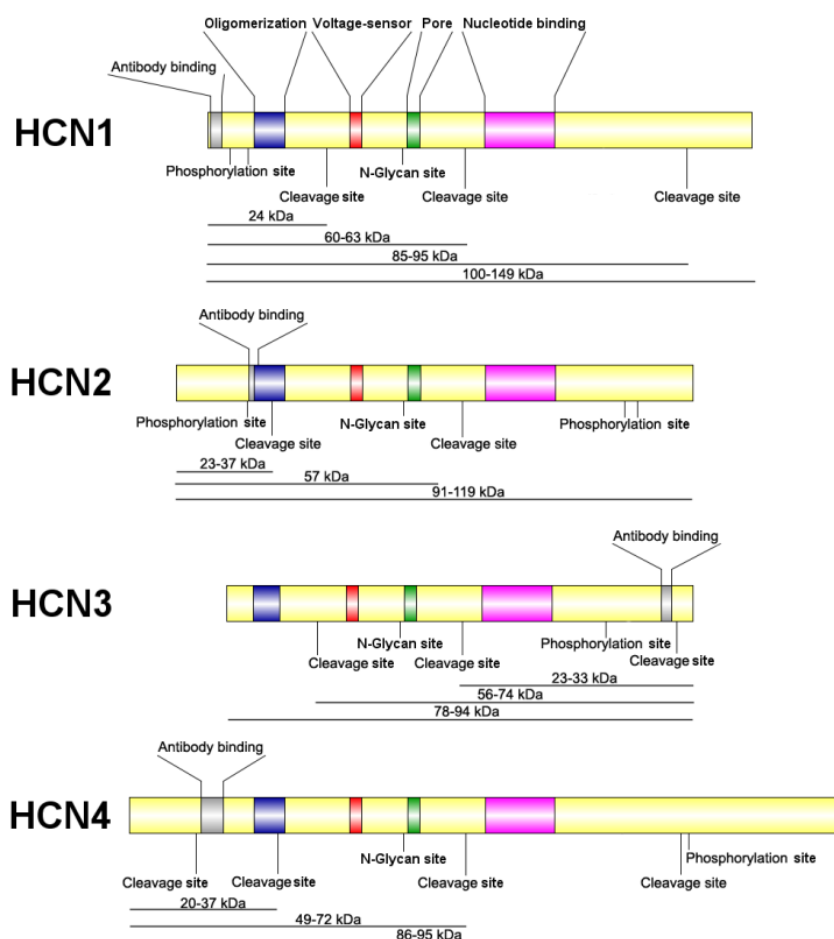 Oligomerization Voltage-sensor Pore Nucleotide binding
Antibody binding
HCN1
Phosphorylation site
N-Glycan site
Cleavage site Cleavage site Cleavage site
24 kDa
60-63 kDa
85-95 kDa
100-149 kDa
Antibody binding
HCN2
Phosphorylation site N-Glycan site Phosphorylation site
Cleavage site Cleavage site
23-37 kDa
57 kDa
91-119 kDa
Antibody binding
HCN3
N-Glycan site Phosphorylation site
Cleavage site Cleavage site Cleavage site
23-33 kDa
56-74 kDa
78-94 kDa
Antibody binding
HCN4
N-Glycan site Phosphorylation site
Cleavage site Cleavage site Cleavage site Cleavage site
20-37 kDa
49-72 kDa
86-95 kDa